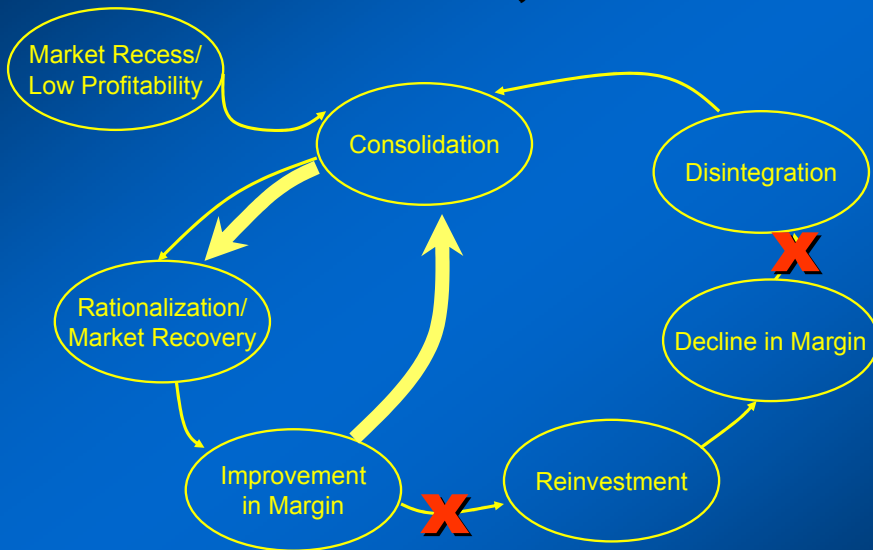 Market Recess/
Low Profitability
Consolidation
Disintegration
Rationalization/
Market Recovery
Decline in Margin
Improvement
in Margin
Reinvestment
X
X